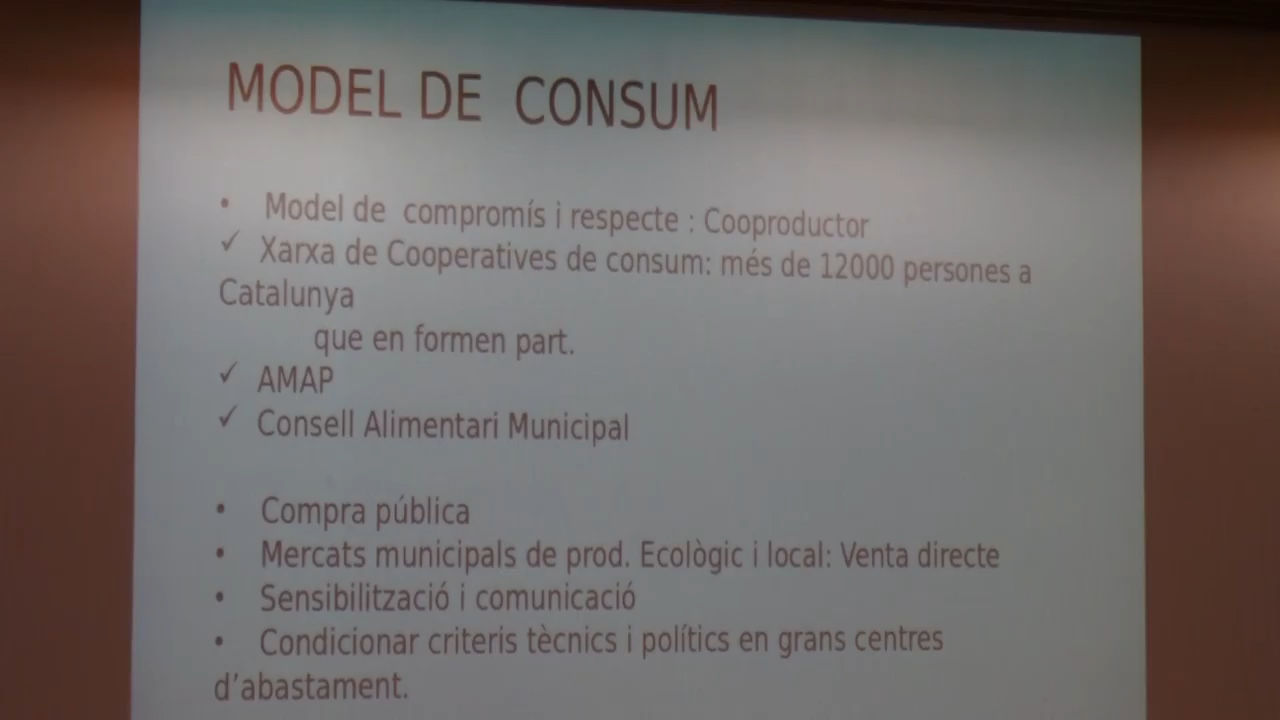 MODEL DE CONSUM
• Model de compromís i respecte : Cooproductor
✓ Xarxa de Cooperatives de consum: més de 12000 persones a
Catalunya
que en formen part.
✓ AMAP
✓ Consell Alimentari Municipal
• Compra pública
• Mercats municipals de prod. Ecològic i local: Venta directe
• Sensibilització i comunicació
• Condicionar criteris tècnics i polítics en grans centres
d’abastament.